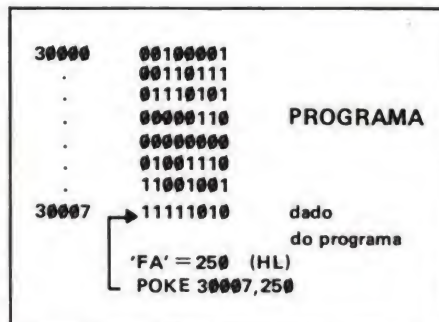 30000 00100001
. 00110111
. 01110101
. 00000110 PROGRAMA
. 00000000
. 01001110
. 11001001
30007 11111010 dado
do programa
'FA' = 250 (HL)
POKE 30007,250